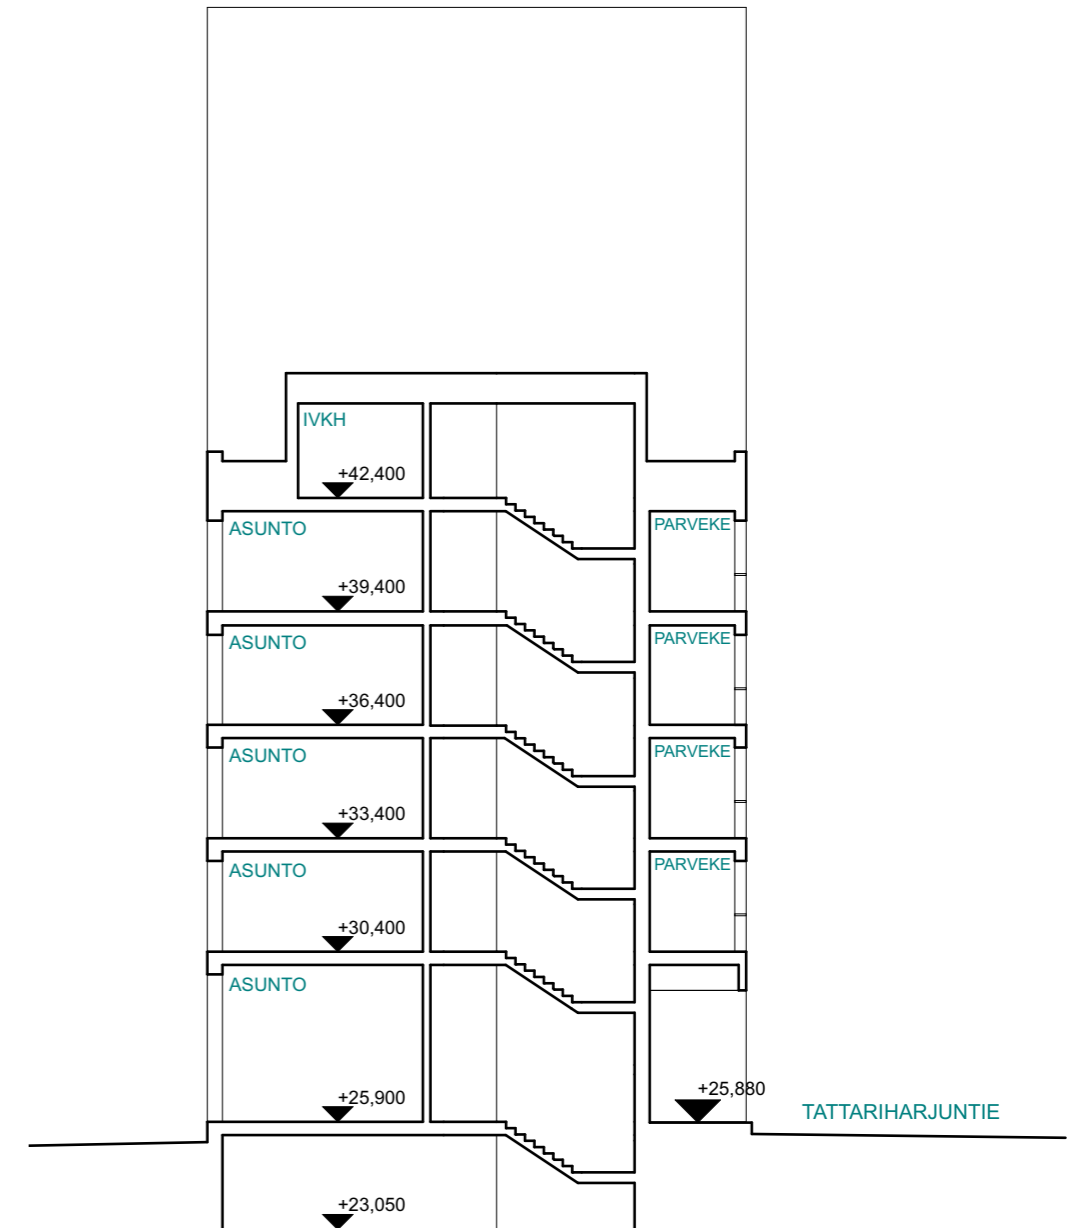 IVKH
+42,400
ASUNTO
PARVEKE
+39,400
ASUNTO
PARVEKE
+36,400
ASUNTO
PARVEKE
+33,400
ASUNTO
PARVEKE
+30,400
ASUNTO
+25,880
+25,900
TATTARIHARJUNTIE
+23,050